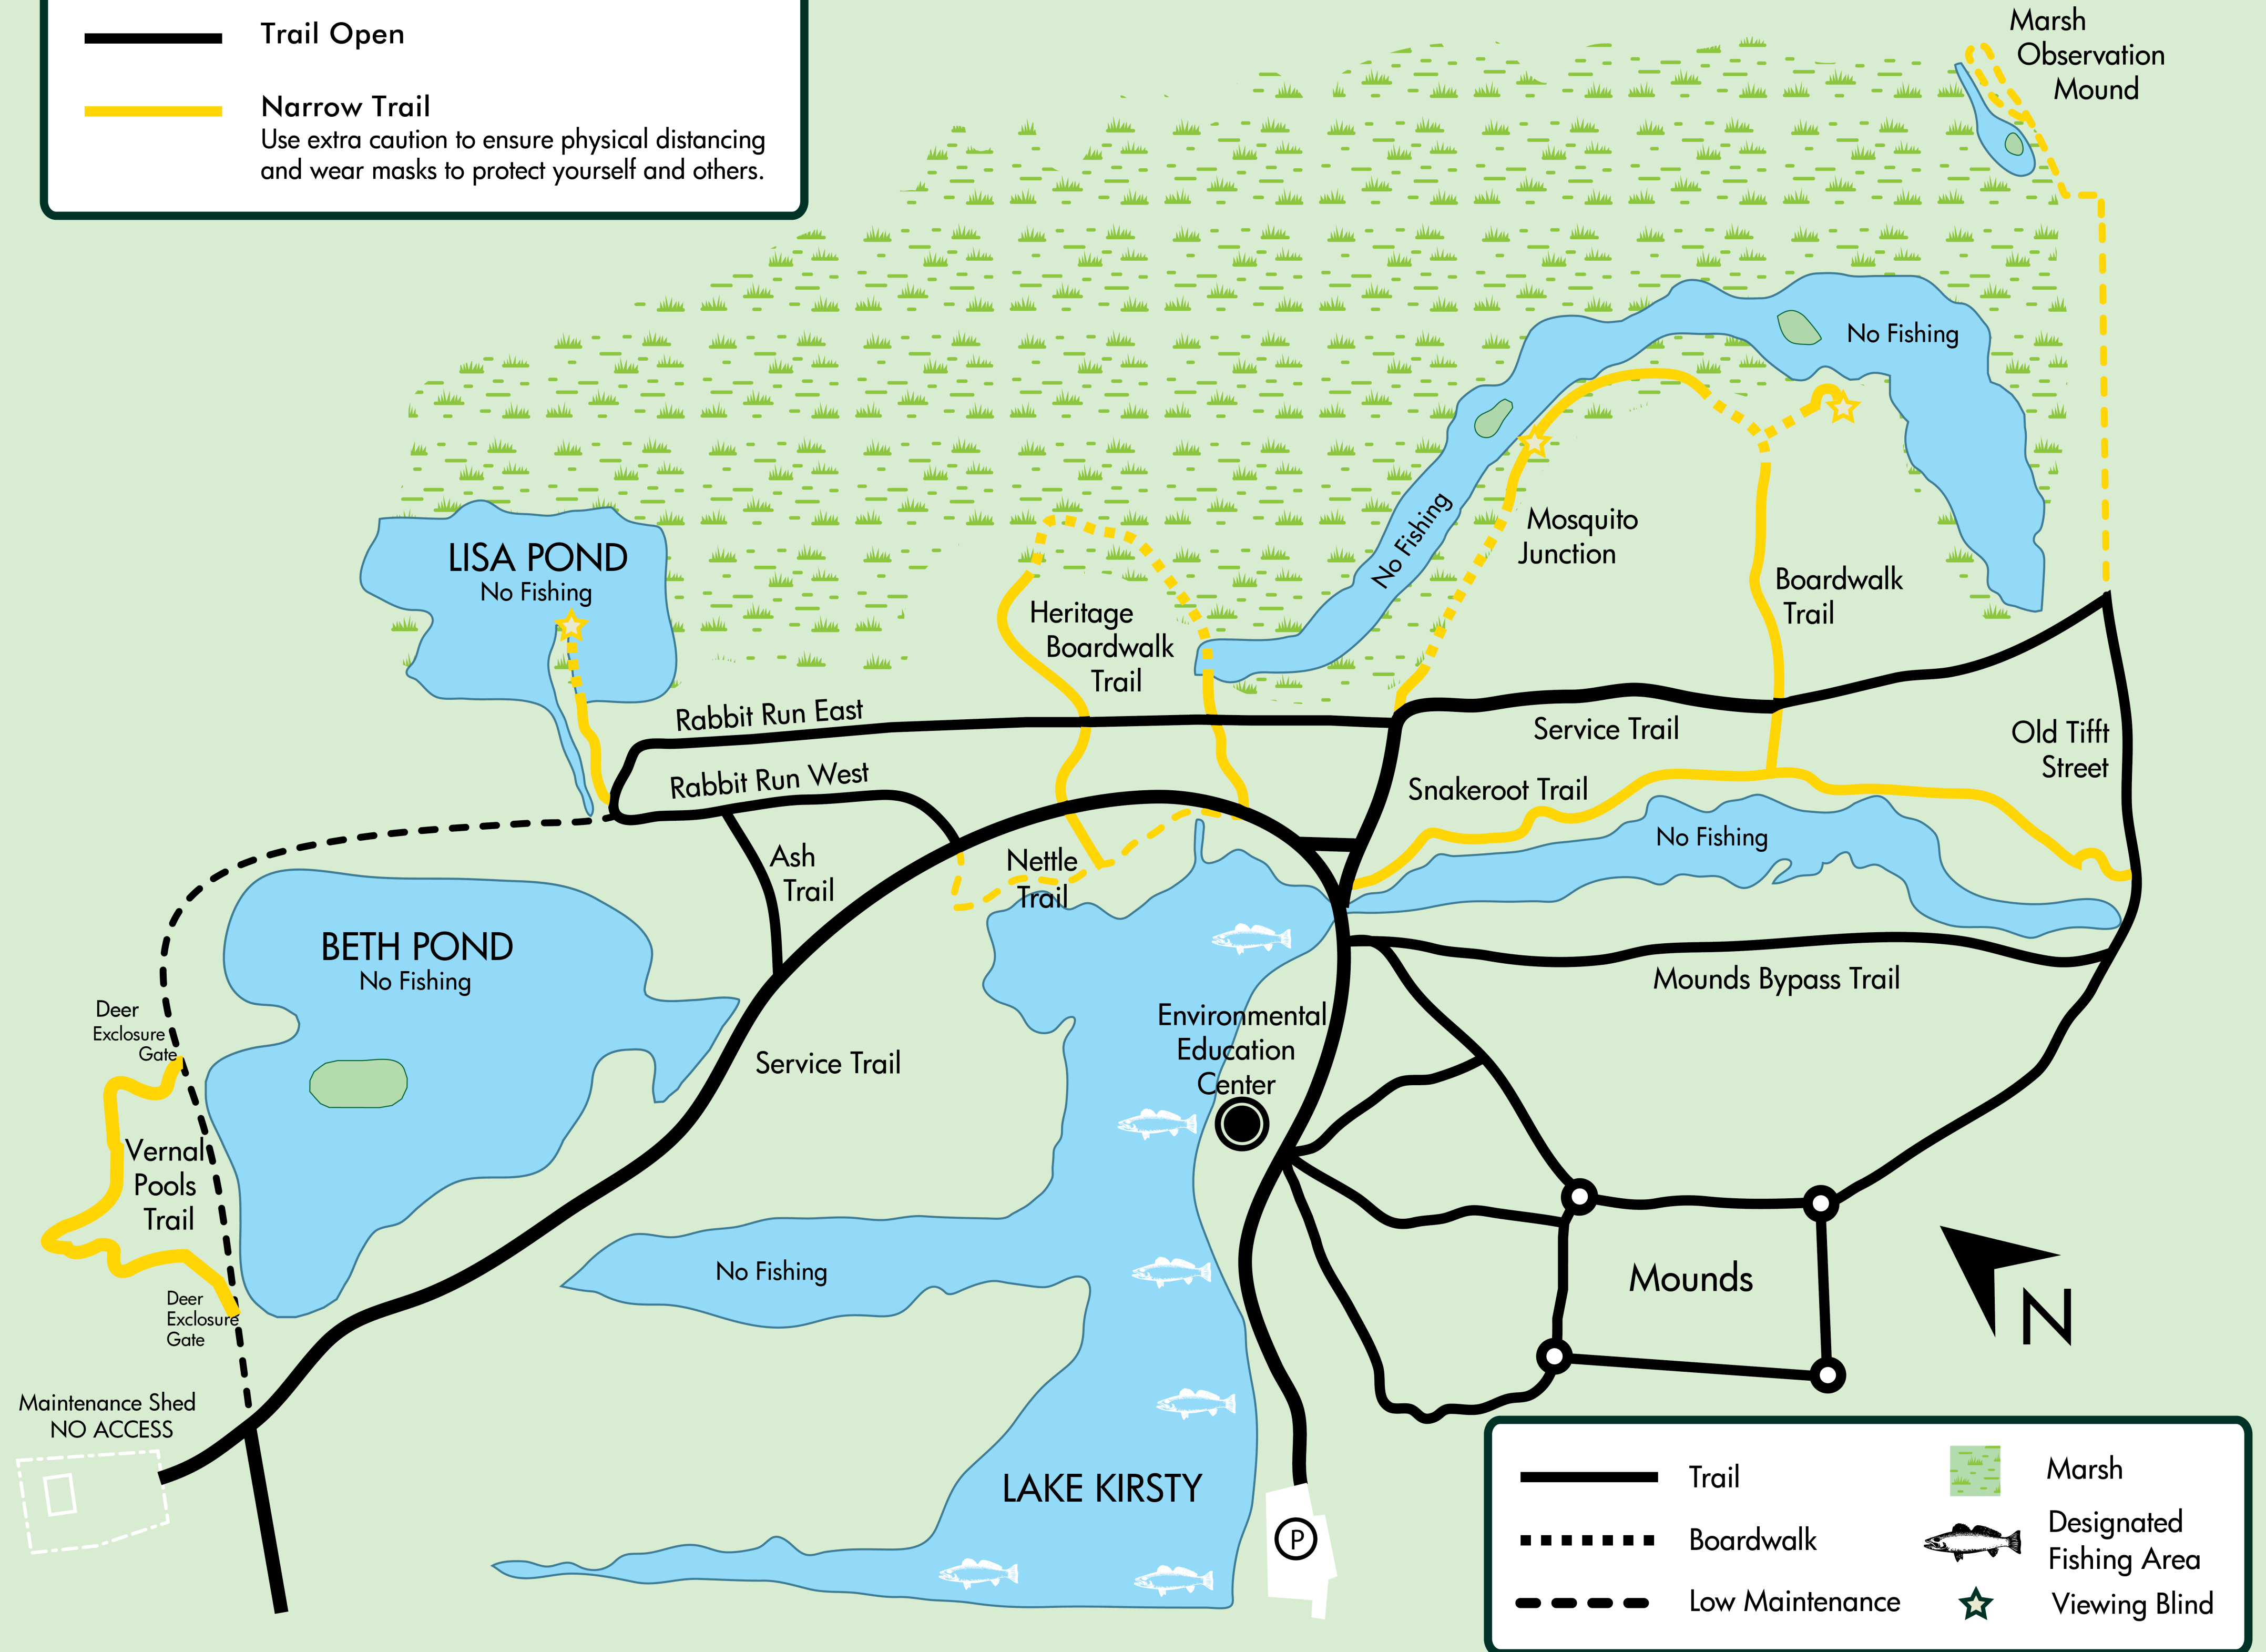 Trail Open
Narrow Trail
Use extra caution to ensure physical distancing
and wear masks to protect yourself and others.
Marsh
Observation
Mound
No Fishing
LISA POND
No Fishing
No Fishing
Mosquito
Junction
Heritage
Boardwalk
Trail
Boardwalk
Trail
Rabbit Run East
Service Trail
Old Tifft
Street
Rabbit Run West
Snakeroot Trail
No Fishing
Ash
Trail
Nettle
Trail
BETH POND
No Fishing
Mounds Bypass Trail
Deer
Exclosure
Gate
Environmental
Education
Center
Service Trail
Vernal
Pools
Trail
No Fishing
Mounds
N
Deer
Exclosure
Gate
Maintenance Shed
NO ACCESS
LAKE KIRSTY
P
Trail
Marsh
Boardwalk
Designated
Fishing Area
Low Maintenance
Viewing Blind